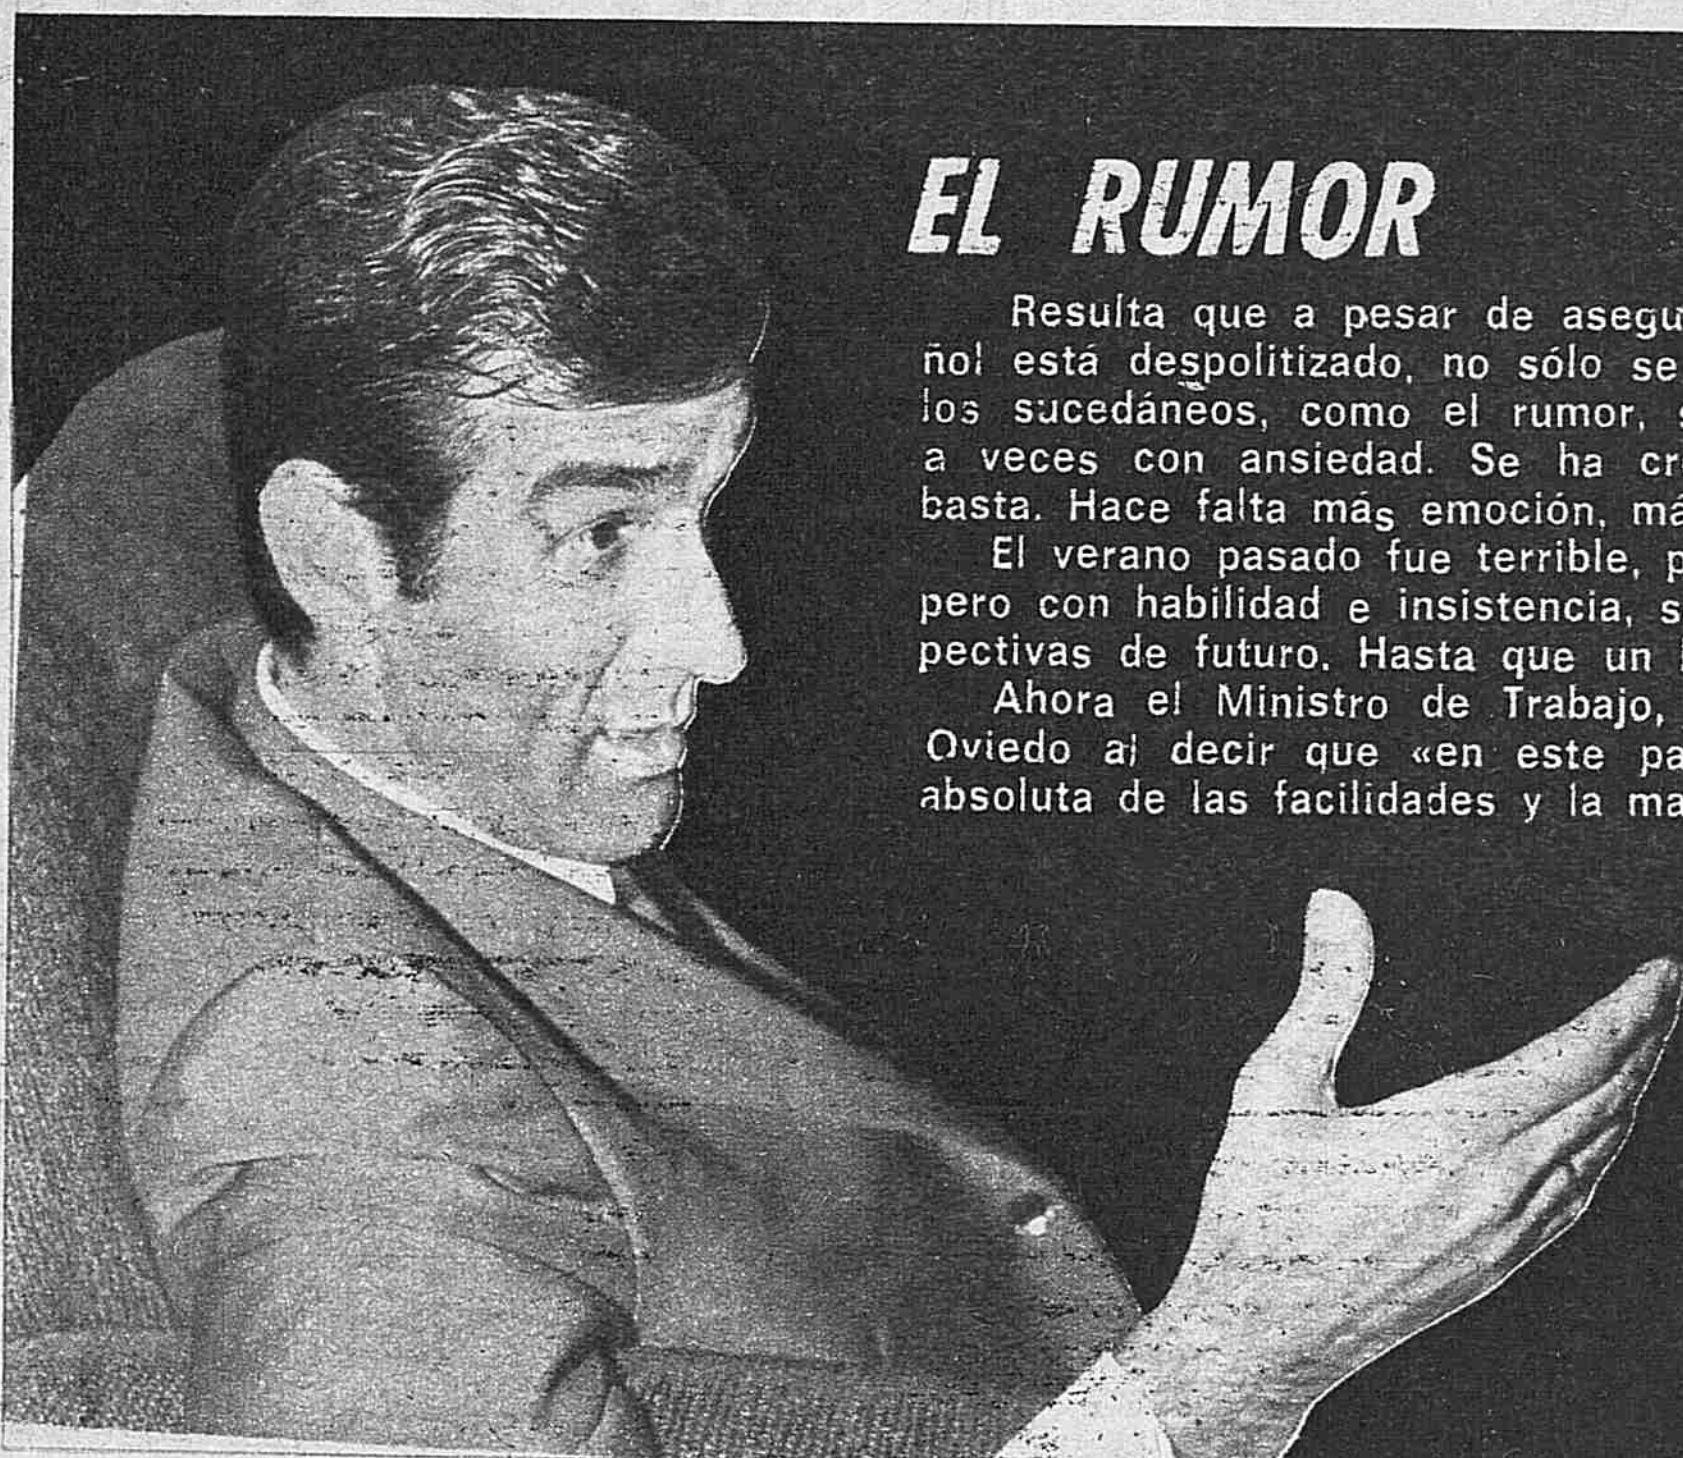 EL RUMOR
Resulta que a pesar de asegu
ñol está despolitizado, no sólo se
los sucedáneos, como el rumor, s
a veces con ansiedad. Se ha cre
basta. Hace falta más emoción, má
El verano pasado fue terrible, p
pero con habilidad e insistencia, s
pectivas de futuro. Hasta que un
Ahora el Ministro de Trabajo,
Oviedo al decir que «en este pa
absoluta de las facilidades y la ma